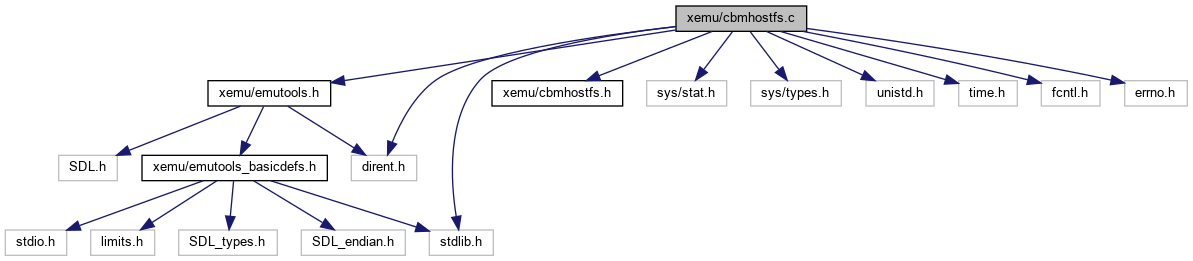 xemu/cbmhostfs.c
xemu/emutools.h
xemu/cbmhostfs.h
sys/stat.h
sys/types.h
unistd.h
time.h
fcntl.h
errno.h
SDL.h
xemu/emutools_basicdefs.h
dirent.h
stdio.h
limits.h
SDL_types.h
SDL_endian.h
stdlib.h